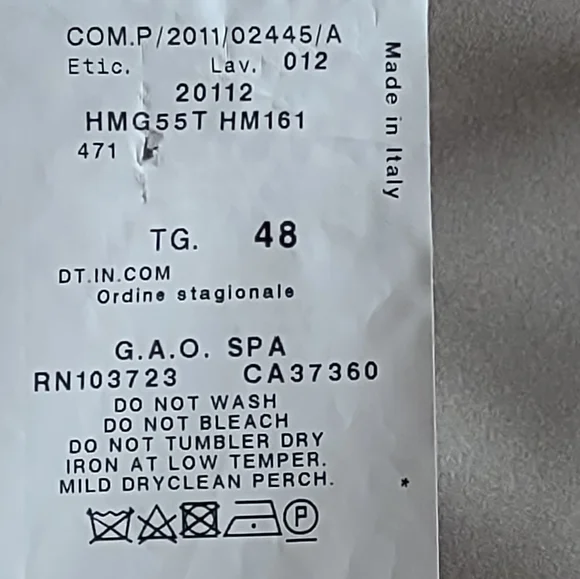 COM.P/2011/02445/A
Etic. Lav. 012
20112
HMG55T HM161
471
Made in Italy
TG. 48
DT.IN.COM
Ordine stagionale
G.A.O. SPA
RN103723 CA37360
DO NOT WASH
DO NOT BLEACH
DO NOT TUMBLER DRY
IRON AT LOW TEMPER.
MILD DRYCLEAN PERCH. *
P